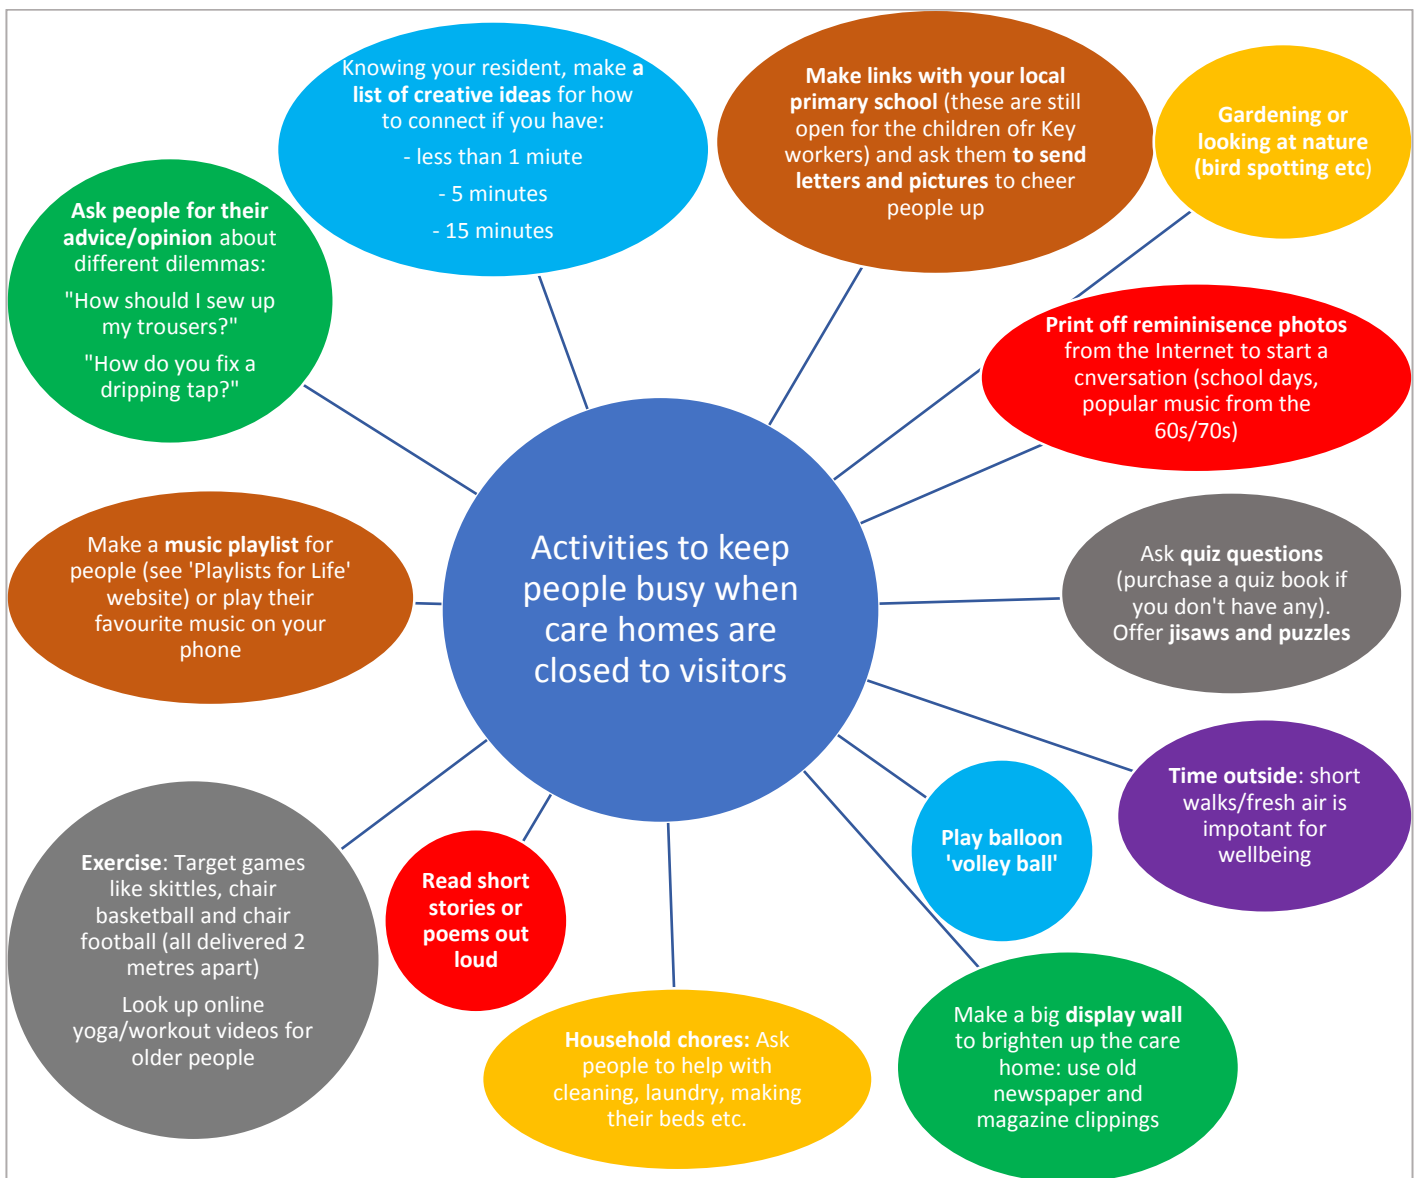 Knowing your resident, make a
list of creative ideas for how
to connect if you have:
- less than 1 miute
- 5 minutes
- 15 minutes
Make links with your local
primary school (these are still
open for the children ofr Key
workers) and ask them to send
letters and pictures to cheer
people up
Gardening or
looking at nature
(bird spotting etc)
Ask people for their
advice/opinion about
different dilemmas:
"How should I sew up
my trousers?"
"How do you fix a
dripping tap?"
Print off remininisence photos
from the Internet to start a
cnversation (school days,
popular music from the
60s/70s)
Activities to keep
people busy when
care homes are
closed to visitors
Make a music playlist for
people (see 'Playlists for Life'
website) or play their
favourite music on your
phone
Ask quiz questions
(purchase a quiz book if
you don't have any).
Offer jisaws and puzzles
Time outside: short
walks/fresh air is
impotant for
wellbeing
Play balloon
'volley ball'
Exercise: Target games
like skittles, chair
basketball and chair
football (all delivered 2
metres apart)
Look up online
yoga/workout videos for
older people
Read short
stories or
poems out
loud
Household chores: Ask
people to help with
cleaning, laundry, making
their beds etc.
Make a big display wall
to brighten up the care
home: use old
newspaper and
magazine clippings